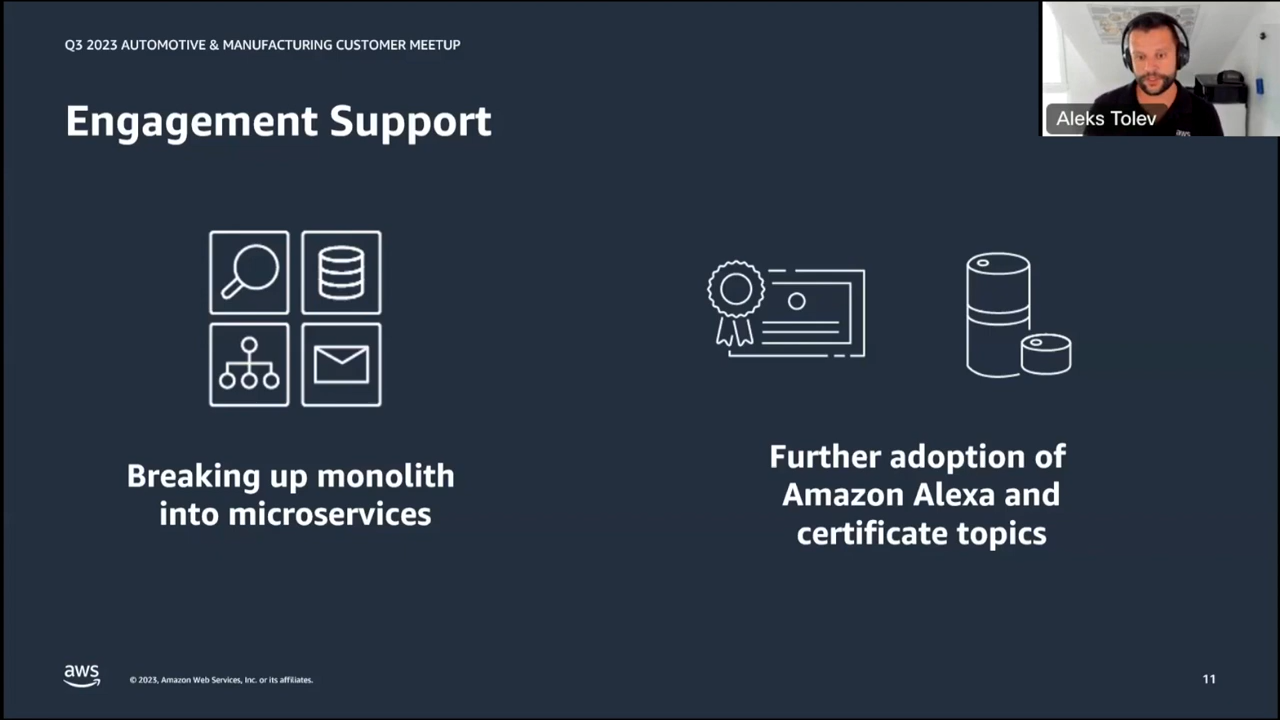 Q3 2023 AUTOMOTIVE & MANUFACTURING CUSTOMER MEETUP
Engagement Support
Aleks Tolev
aws
Breaking up monolith
into microservices
Further adoption of
Amazon Alexa and
certificate topics
aws
© 2023, Amazon Web Services, Inc. or its affiliates.
11